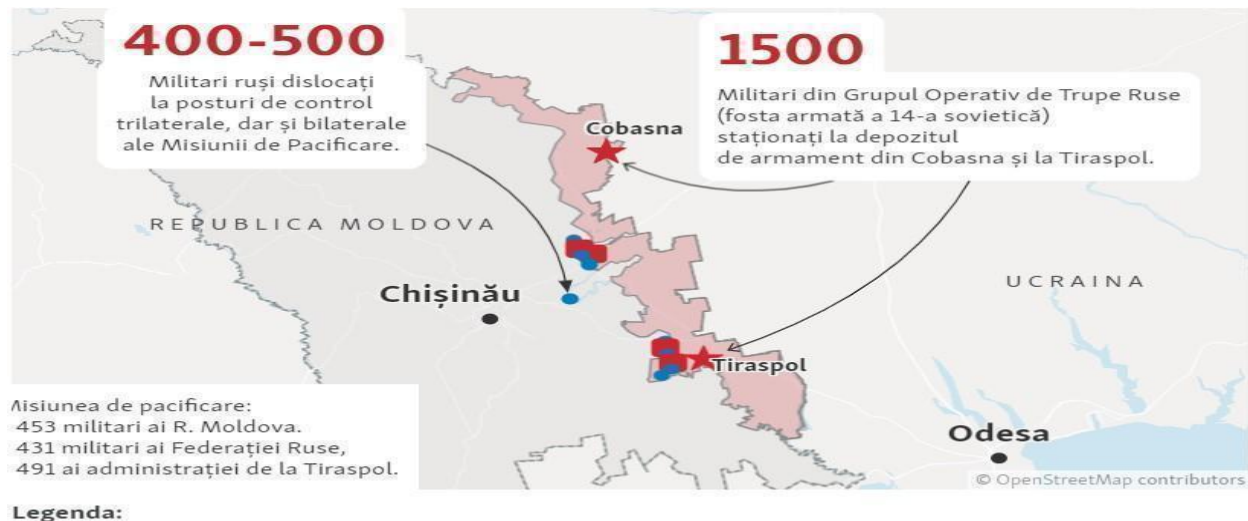 400-500
Militari ruși dislocați
la posturi de control
trilaterale, dar și bilaterale
ale Misiunii de Pacificare.
1500
Militari din Grupul Operativ de Trupe Ruse
(fosta armată a 14-a sovietică)
staționați la depozitul
de armament din Cobasna și la Tiraspol.
Cobasna
REPUBLICA MOLDOVA
UCRAINA
Chișinău
Tiraspol
Misiunea de pacificare:
453 militari ai R. Moldova.
431 militari ai Federației Ruse,
491 ai administrației de la Tiraspol.
Odesa
© OpenStreetMap contributors
Legenda: